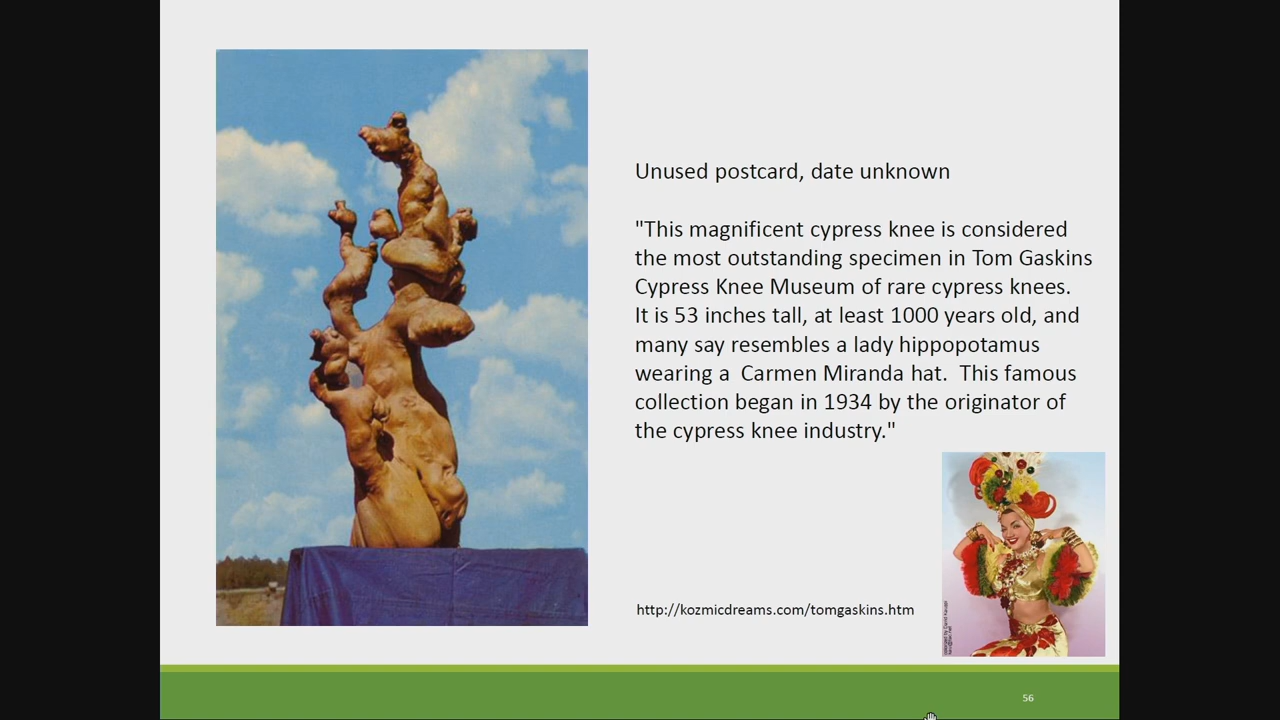 Unused postcard, date unknown
"This magnificent cypress knee is considered
the most outstanding specimen in Tom Gaskins
Cypress Knee Museum of rare cypress knees.
It is 53 inches tall, at least 1000 years old, and
many say resembles a lady hippopotamus
wearing a  Carmen Miranda hat.  This famous
collection began in 1934 by the originator of
the cypress knee industry."
http://kozmicdreams.com/tomgaskins.htm
56